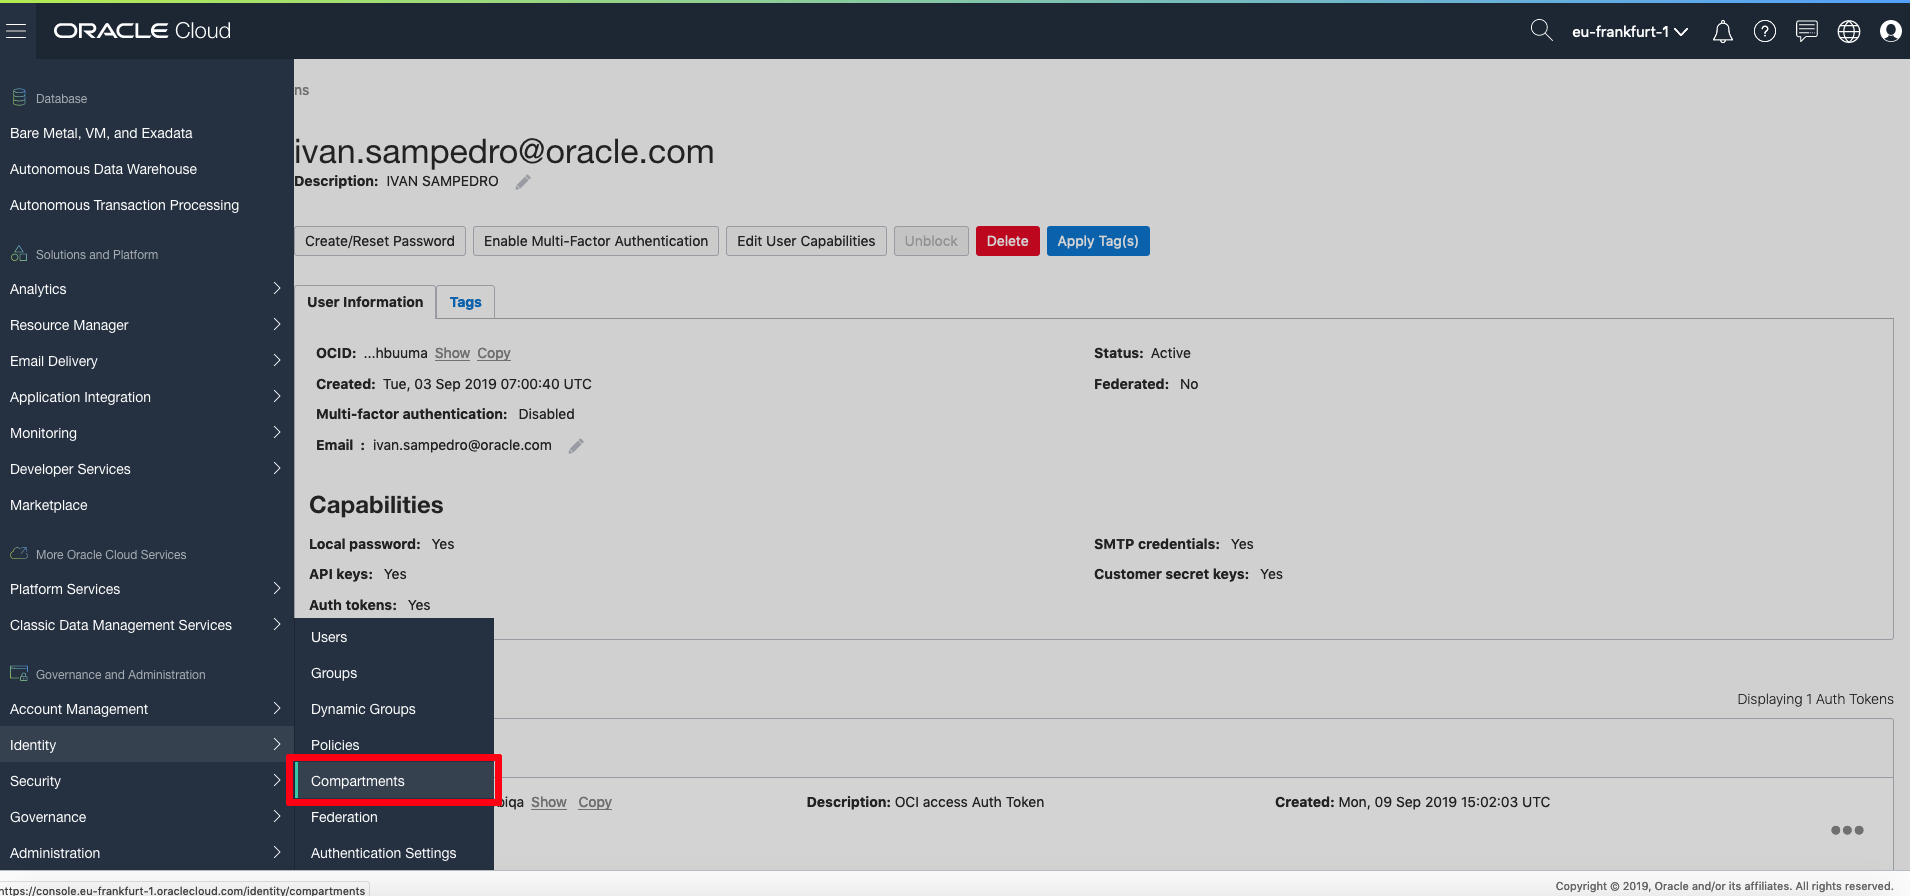 ORACLE Cloud
eu-frankfurt-1
Database
Bare Metal, VM, and Exadata
Autonomous Data Warehouse
Autonomous Transaction Processing
Solutions and Platform
Analytics
Resource Manager
Email Delivery
Application Integration
Monitoring
Developer Services
Marketplace
More Oracle Cloud Services
Platform Services
Classic Data Management Services
Governance and Administration
Account Management
Identity
Security
Governance
Administration
Users
Groups
Dynamic Groups
Policies
Compartments
Federation
Authentication Settings
ns
ivan.sampedro@oracle.com
Description: IVAN SAMPEDRO
Create/Reset Password Enable Multi-Factor Authentication Edit User Capabilities Unblock Delete Apply Tag(s)
User Information Tags
OCID: ...hbuuma Show Copy
Status: Active
Created: Tue, 03 Sep 2019 07:00:40 UTC
Federated: No
Multi-factor authentication: Disabled
Email : ivan.sampedro@oracle.com
Capabilities
Local password: Yes
SMTP credentials: Yes
API keys: Yes
Customer secret keys: Yes
Auth tokens: Yes
Displaying 1 Auth Tokens
Show Copy Description: OCI access Auth Token Created: Mon, 09 Sep 2019 15:02:03 UTC
https://console.eu-frankfurt-1.oraclecloud.com/identity/compartments
Copyright © 2019, Oracle and/or its affiliates. All rights reserved.